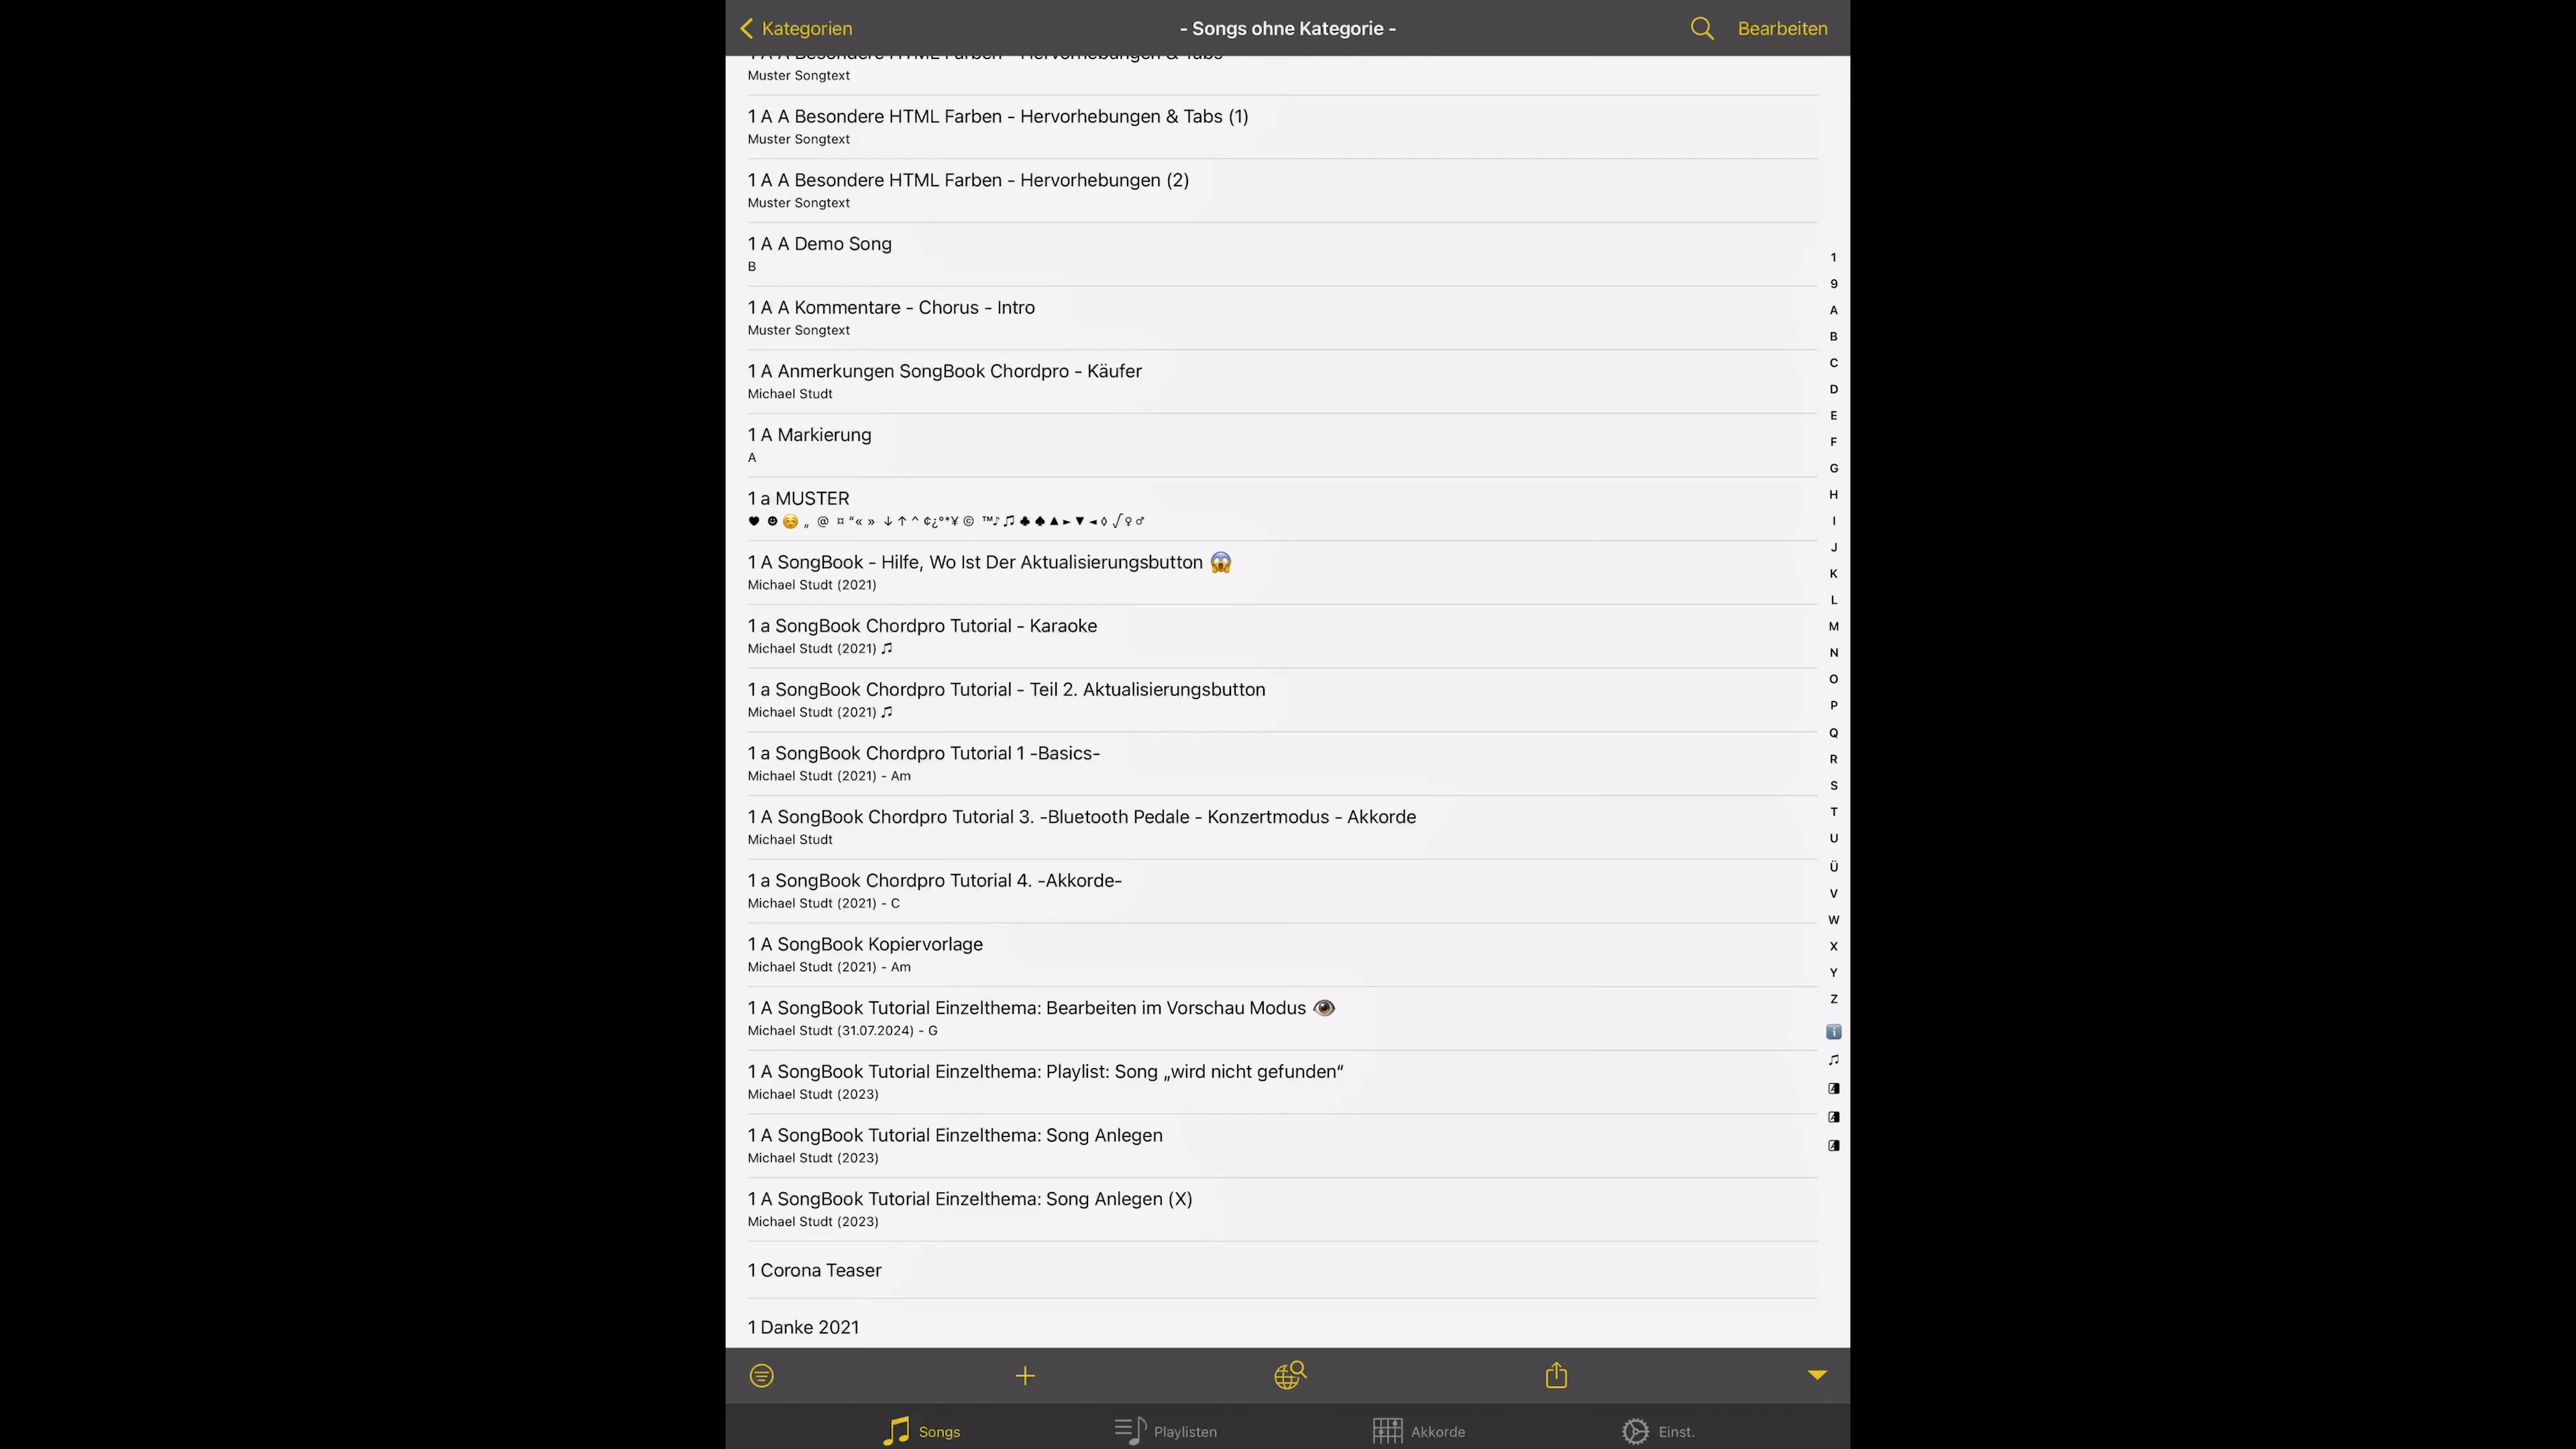 Kategorien
- Songs ohne Kategorie -
Bearbeiten
1 A A Besondere HTML Farben - Hervorhebungen & Tabs
Muster Songtext
1 A A Besondere HTML Farben - Hervorhebungen & Tabs (1)
Muster Songtext
1 A A Besondere HTML Farben - Hervorhebungen (2)
Muster Songtext
1 A A Demo Song
B
1 A A Kommentare - Chorus - Intro
Muster Songtext
1 A Anmerkungen SongBook Chordpro - Käufer
Michael Studt
1 A Markierung
A
1 a MUSTER
♥ ☻ ☺️ „ @ ¤ “« » ↓ ↑ ^ ¢¿°*¥ © ™♪ ♫ ♣ ♠ ▲ ► ▼ ◄ ◊ ⌠ ♀ ♂
1 A SongBook - Hilfe, Wo Ist Der Aktualisierungsbutton 😱
Michael Studt (2021)
1 a SongBook Chordpro Tutorial - Karaoke
Michael Studt (2021) ♫
1 a SongBook Chordpro Tutorial - Teil 2. Aktualisierungsbutton
Michael Studt (2021) ♫
1 a SongBook Chordpro Tutorial 1 -Basics-
Michael Studt (2021) - Am
1 A SongBook Chordpro Tutorial 3. -Bluetooth Pedale - Konzertmodus - Akkorde
Michael Studt
1 a SongBook Chordpro Tutorial 4. -Akkorde-
Michael Studt (2021) - C
1 A SongBook Kopiervorlage
Michael Studt (2021) - Am
1 A SongBook Tutorial Einzelthema: Bearbeiten im Vorschau Modus 👁
Michael Studt (31.07.2024) - G
1 A SongBook Tutorial Einzelthema: Playlist: Song „wird nicht gefunden“
Michael Studt (2023)
1 A SongBook Tutorial Einzelthema: Song Anlegen
Michael Studt (2023)
1 A SongBook Tutorial Einzelthema: Song Anlegen (X)
Michael Studt (2023)
1 Corona Teaser
1 Danke 2021
1
9
A
B
C
D
E
F
G
H
I
J
K
L
M
N
O
P
Q
R
S
T
U
Ü
V
W
X
Y
Z
ℹ️
♫
Songs
Playlisten
Akkorde
Einst.